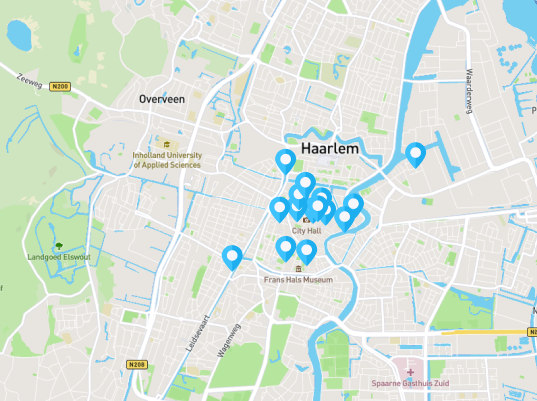 Zeeweg
N200
Overveen
Waarderweg
Haarlem
Inholland University
of Applied Sciences
City Hall
Landgoed Elswout
Frans Hals Museum
Leidsevaart
Wagenweg
N208
Spaarne Gasthuis Zuid